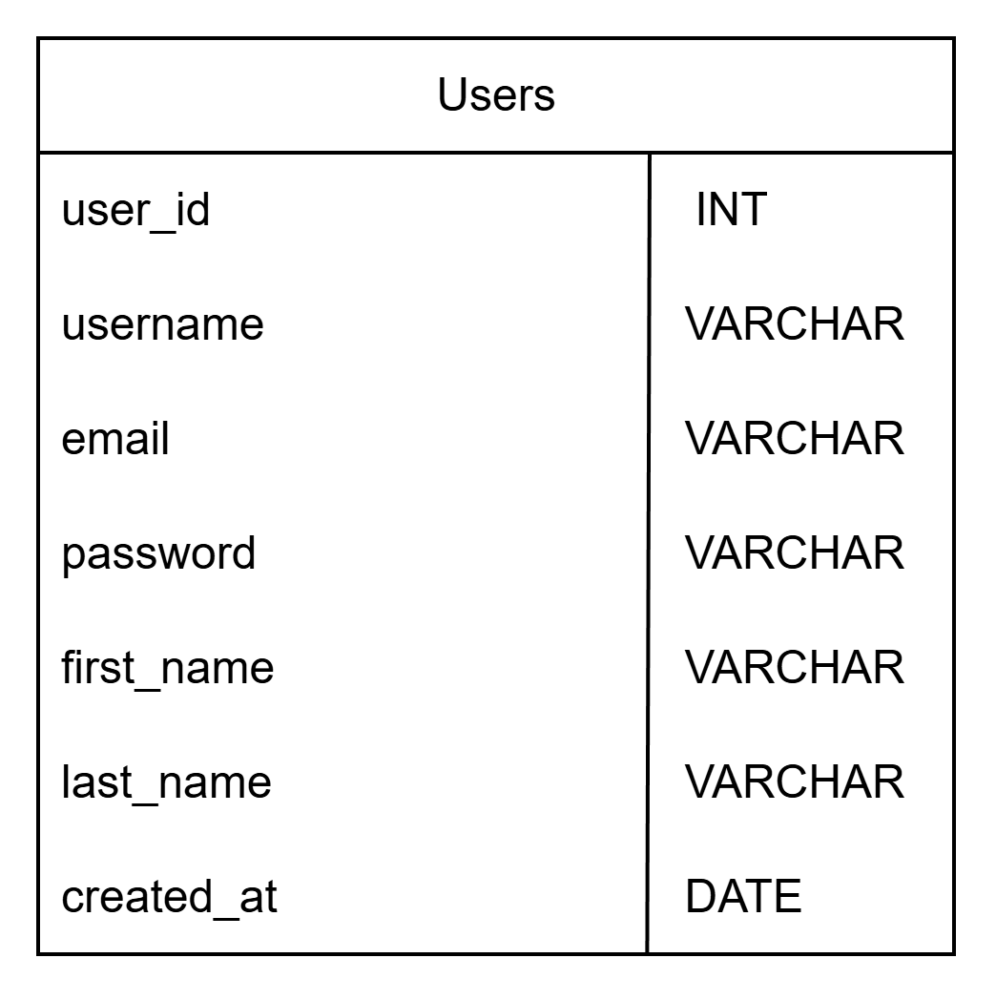 Users
user_id INT
username VARCHAR
email VARCHAR
password VARCHAR
first_name VARCHAR
last_name VARCHAR
created_at DATE